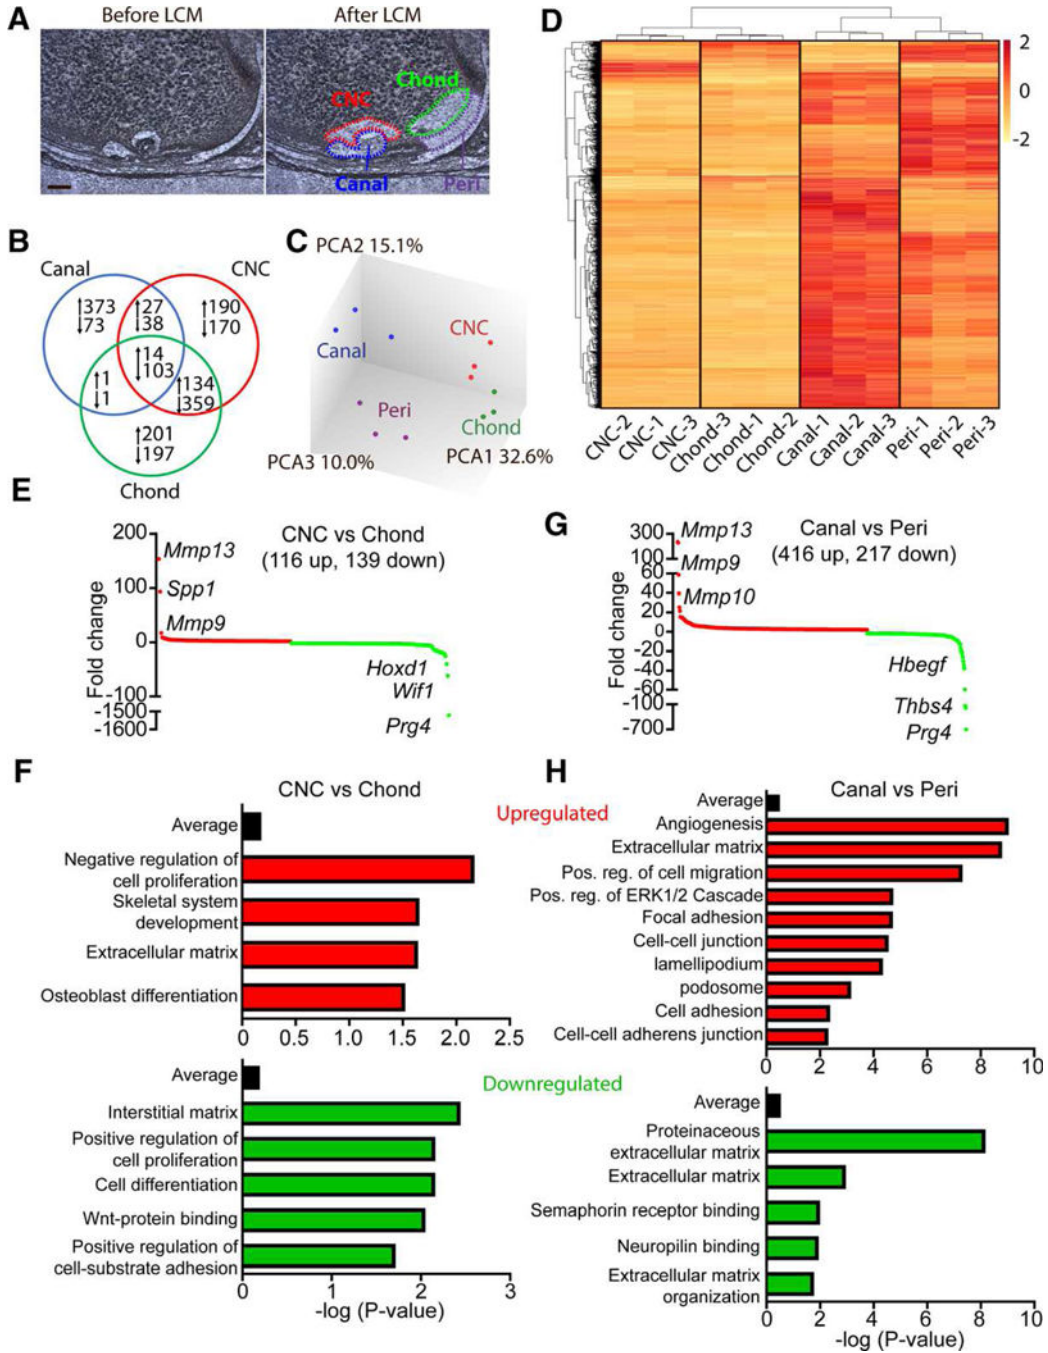 A
Before LCM
After LCM
CNC
Chond
Canal
Peri
B
Canal
CNC
↑373
↓73
↑27
↓38
↑190
↓170
↑14
↓103
↑1
↓1
↑134
↓359
↑201
↓197
Chond
C
PCA2 15.1%
CNC
Canal
Peri
Chond
PCA3 10.0%
PCA1 32.6%
D
2
0
-2
CNC-2
CNC-1
CNC-3
Chond-3
Chond-1
Chond-2
Canal-1
Canal-2
Canal-3
Peri-1
Peri-2
Peri-3
E
CNC vs Chond
(116 up, 139 down)
Fold change
200
100
0
-100
-1500
-1600
Mmp13
Spp1
Mmp9
Hoxd1
Wif1
Prg4
G
Canal vs Peri
(416 up, 217 down)
Fold change
300
100
60
40
20
0
-20
-40
-60
-100
-700
Mmp13
Mmp9
Mmp10
Hbegf
Thbs4
Prg4
F
CNC vs Chond
Upregulated
Average
Negative regulation of
cell proliferation
Skeletal system
development
Extracellular matrix
Osteoblast differentiation
0 0.5 1.0 1.5 2.0 2.5
Downregulated
Average
Interstitial matrix
Positive regulation of
cell proliferation
Cell differentiation
Wnt-protein binding
Positive regulation of
cell-substrate adhesion
0 1 2 3
-log (P-value)
H
Canal vs Peri
Average
Angiogenesis
Extracellular matrix
Pos. reg. of cell migration
Pos. reg. of ERK1/2 Cascade
Focal adhesion
Cell-cell junction
lamellipodium
podosome
Cell adhesion
Cell-cell adherens junction
0 2 4 6 8 10
Average
Proteinaceous
extracellular matrix
Extracellular matrix
Semaphorin receptor binding
Neuropilin binding
Extracellular matrix
organization
0 2 4 6 8 10
-log (P-value)